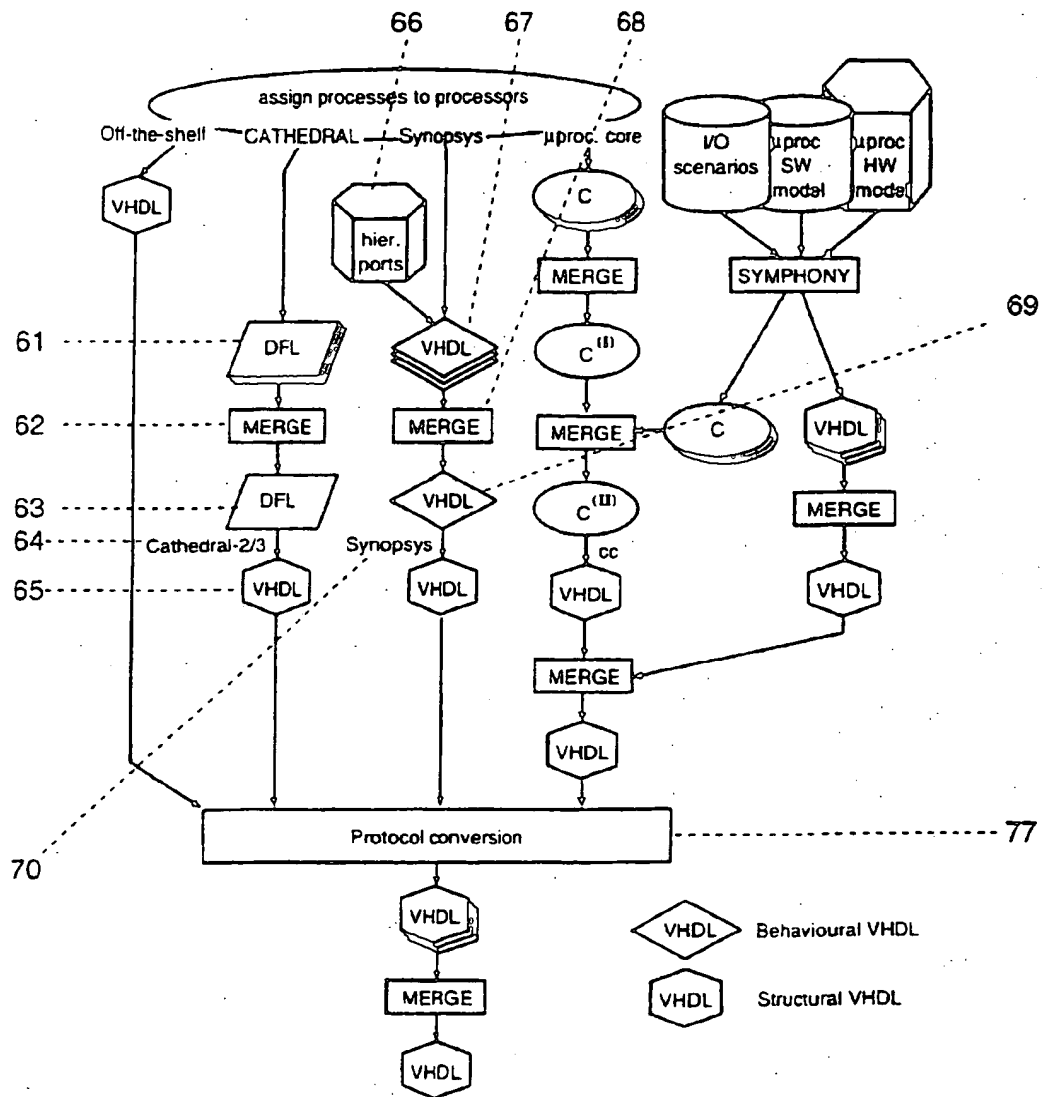 66
67
68
assign processes to processors
Off-the-shelf
CATHEDRAL
Synopsys
µproc. core
I/O
scenarios
µproc
SW
model
µproc
HW
model
VHDL
hier.
ports
C
MERGE
SYMPHONY
69
61
DFL
VHDL
C(I)
62
MERGE
MERGE
MERGE
C
VHDL
63
DFL
VHDL
C(II)
MERGE
64
Cathedral-2/3
Synopsys
cc
65
VHDL
VHDL
VHDL
VHDL
MERGE
VHDL
Protocol conversion
77
70
VHDL
VHDL
Behavioural VHDL
MERGE
VHDL
Structural VHDL
VHDL